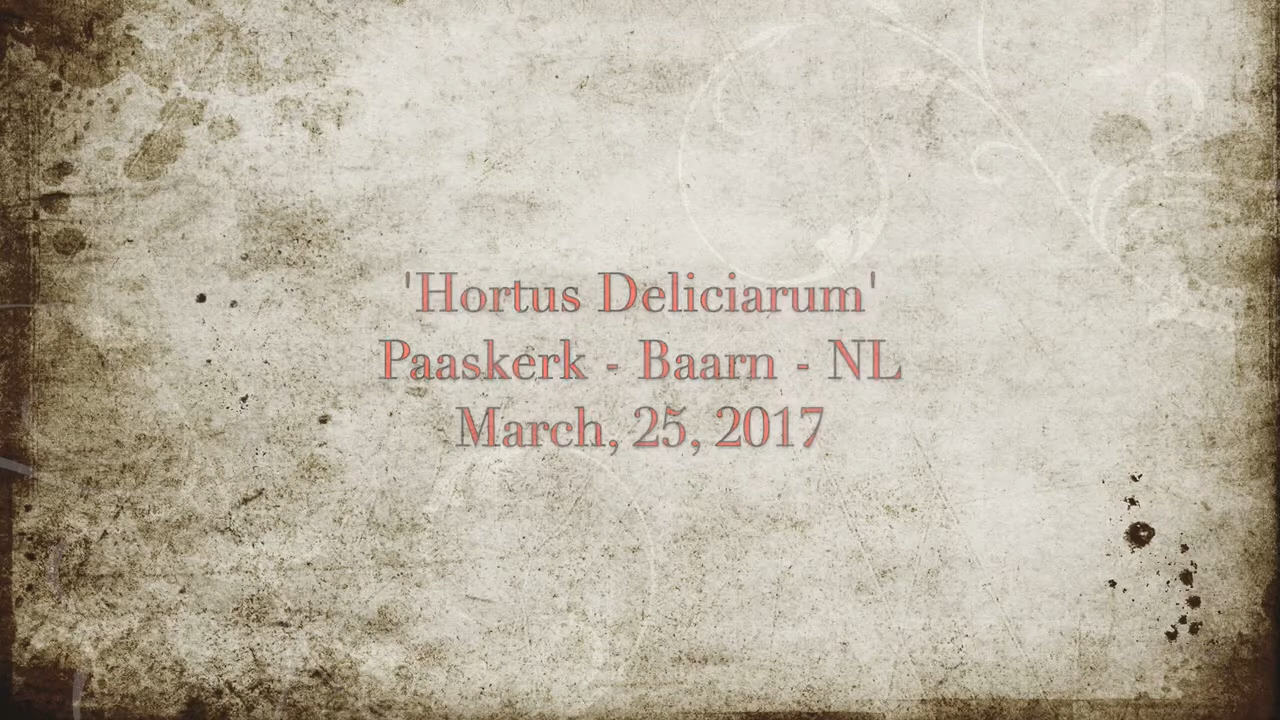 'Hortus Deliciarum'
Paaskerk - Baarn - NL
March, 25, 2017